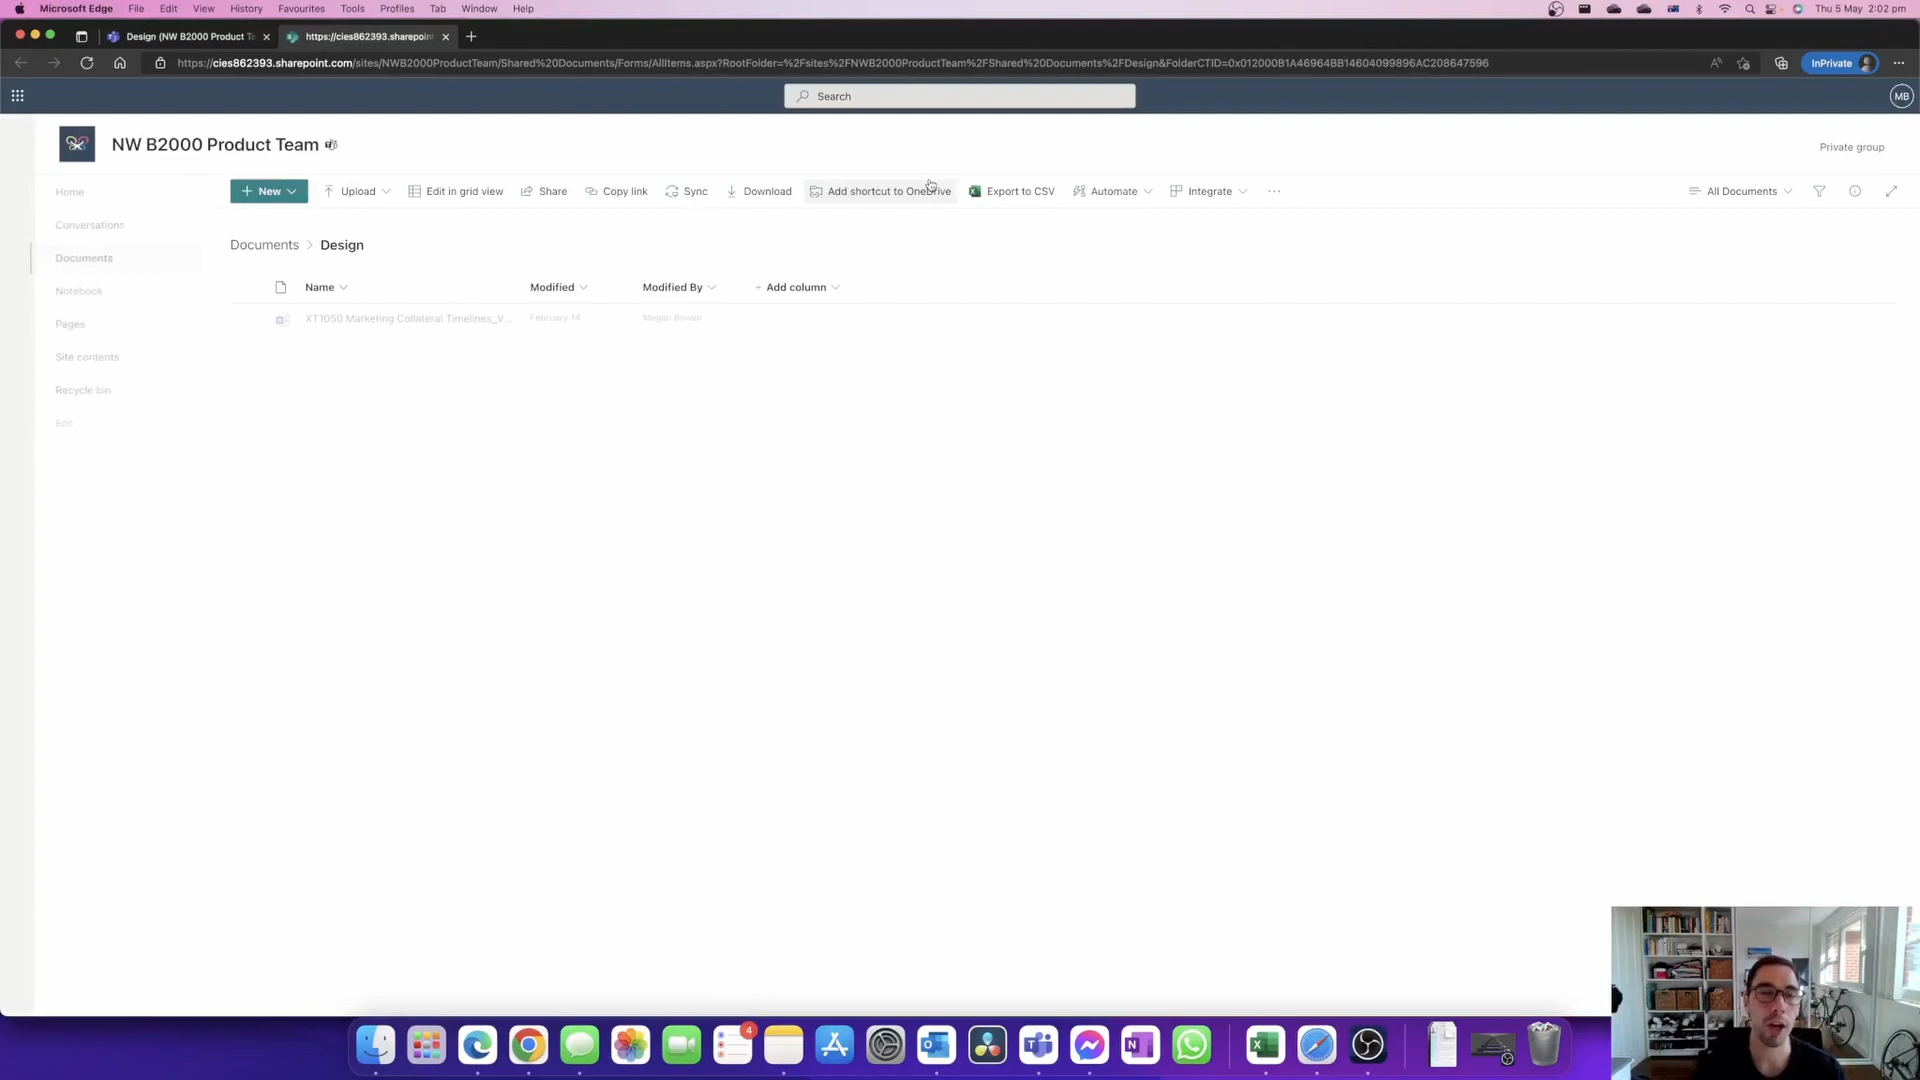 Microsoft Edge File Edit View History Favourites Tools Profiles Tab Window Help Thu 5 May 2:02 pm
Design (NW B2000 Product Te https://cies862393.sharepoin
https://cies862393.sharepoint.com/sites/NWB2000ProductTeam/Shared%20Documents/Forms/AllItems.aspx?RootFolder=%2Fsites%2FNWB2000ProductTeam%2FShared%20Documents%2FDesign&FolderCTID=0x012000B1A46964BB14604099896AC208647596 InPrivate
Search MB
NW B2000 Product Team Private group
New Upload Edit in grid view Share Copy link Sync Download Add shortcut to OneDrive Export to CSV Automate Integrate All Documents
Home
Conversations
Documents
Notebook
Pages
Site contents
Recycle bin
Edit
Documents > Design
Name Modified Modified By + Add column
XT1050 Marketing Collateral Timelines_V... February 14 Megan Bowen
4